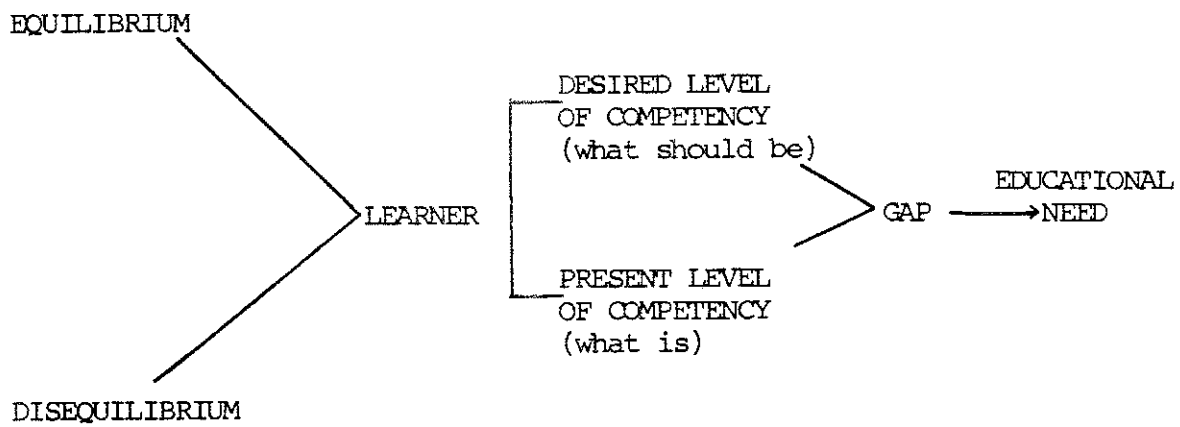 EQUILIBRIUM
DESIRED LEVEL
OF COMPETENCY
(what should be)
EDUCATIONAL
LEARNER
GAP
NEED
PRESENT LEVEL
OF COMPETENCY
(what is)
DISEQUILIBRIUM